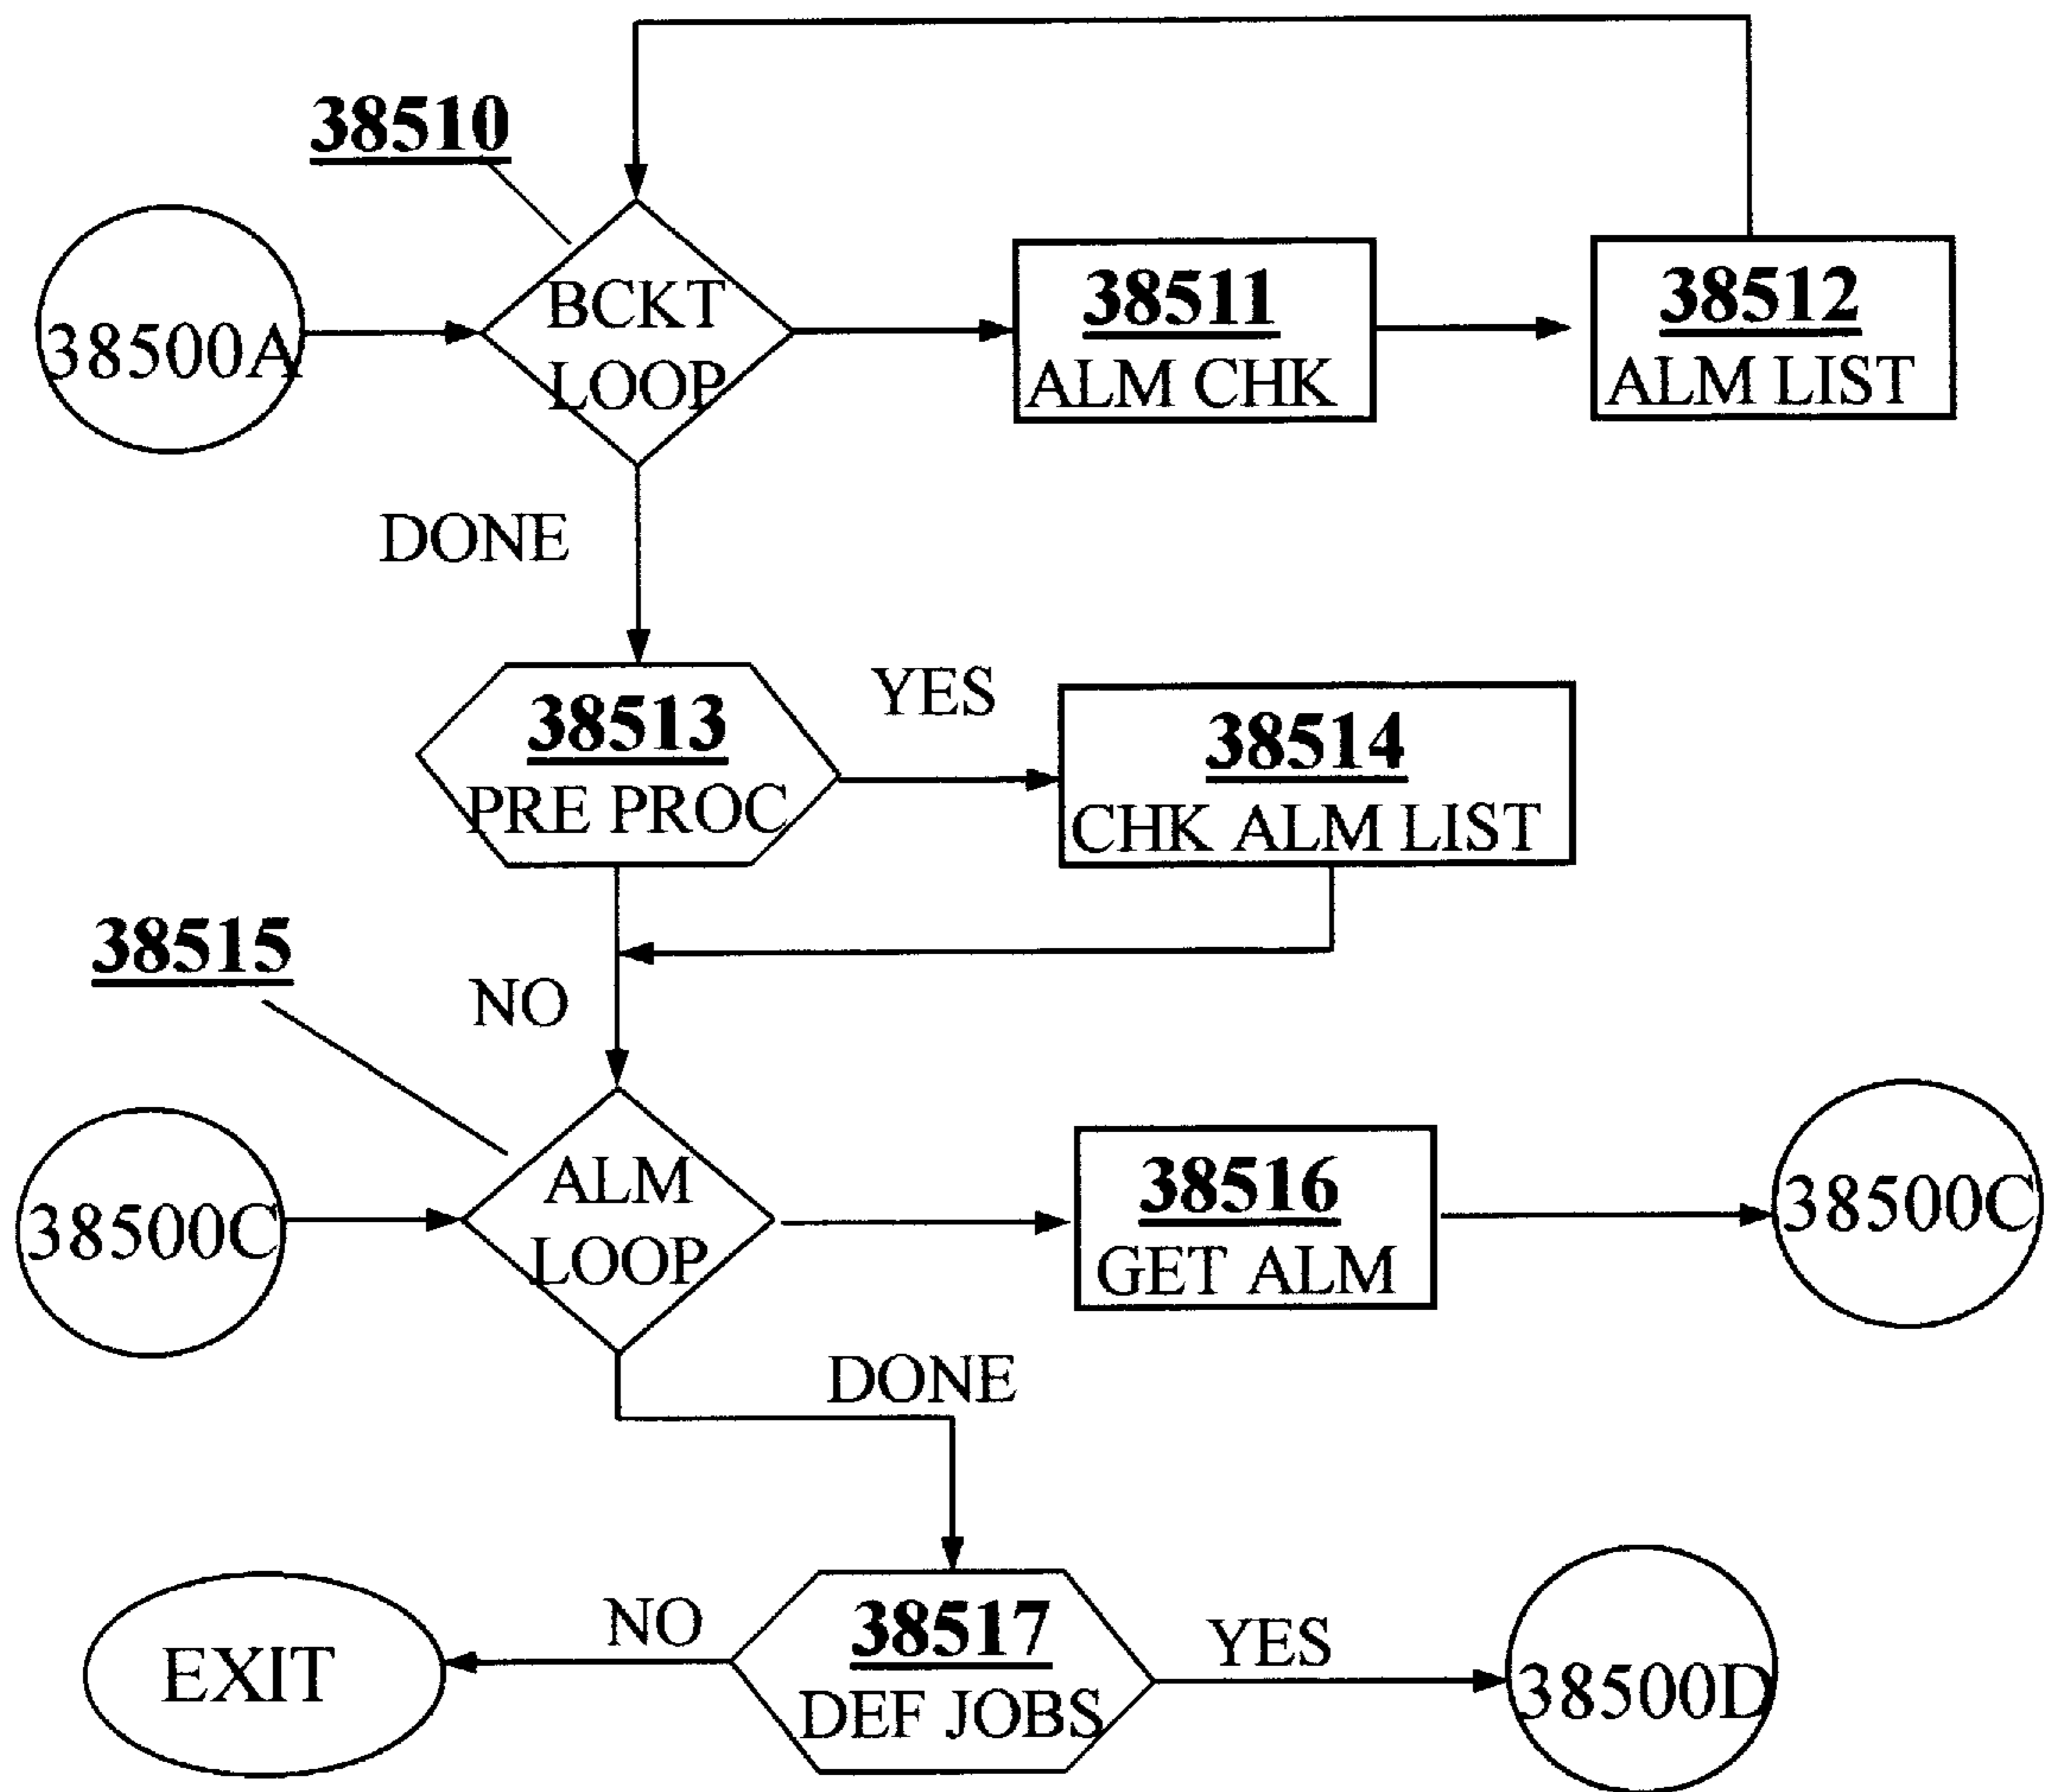 38510
38500A
BCKT
LOOP
38511
ALM CHK
38512
ALM LIST
DONE
38513
PRE PROC
YES
38514
CHK ALM LIST
38515
NO
38500C
ALM
LOOP
38516
GET ALM
38500C
DONE
EXIT
NO
38517
DEF JOBS
YES
38500D